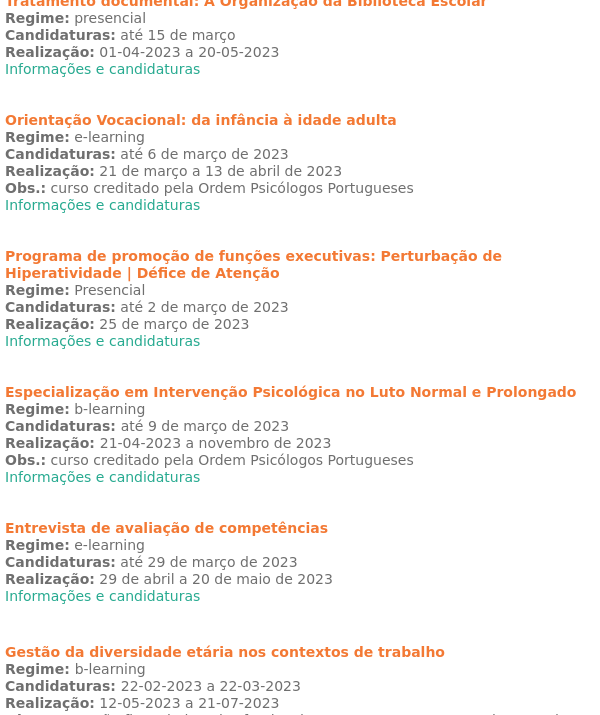 Tratamento documental: A Organização da Biblioteca Escolar
Regime: presencial
Candidaturas: até 15 de março
Realização: 01-04-2023 a 20-05-2023
Informações e candidaturas
Orientação Vocacional: da infância à idade adulta
Regime: e-learning
Candidaturas: até 6 de março de 2023
Realização: 21 de março a 13 de abril de 2023
Obs.: curso creditado pela Ordem Psicólogos Portugueses
Informações e candidaturas
Programa de promoção de funções executivas: Perturbação de
Hiperatividade | Défice de Atenção
Regime: Presencial
Candidaturas: até 2 de março de 2023
Realização: 25 de março de 2023
Informações e candidaturas
Especialização em Intervenção Psicológica no Luto Normal e Prolongado
Regime: b-learning
Candidaturas: até 9 de março de 2023
Realização: 21-04-2023 a novembro de 2023
Obs.: curso creditado pela Ordem Psicólogos Portugueses
Informações e candidaturas
Entrevista de avaliação de competências
Regime: e-learning
Candidaturas: até 29 de março de 2023
Realização: 29 de abril a 20 de maio de 2023
Informações e candidaturas
Gestão da diversidade etária nos contextos de trabalho
Regime: b-learning
Candidaturas: 22-02-2023 a 22-03-2023
Realização: 12-05-2023 a 21-07-2023